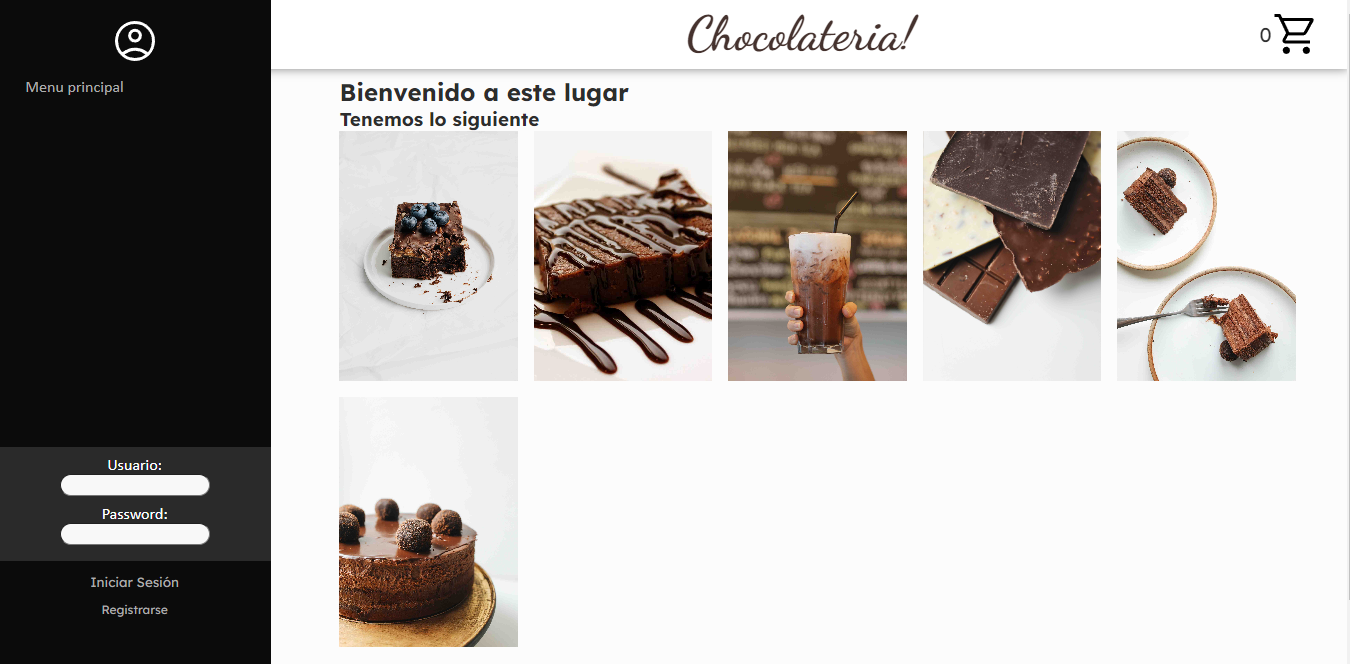 Chocolateria!
0
Menu principal
Bienvenido a este lugar
Tenemos lo siguiente
Usuario:
Password:
Iniciar Sesión
Registrarse